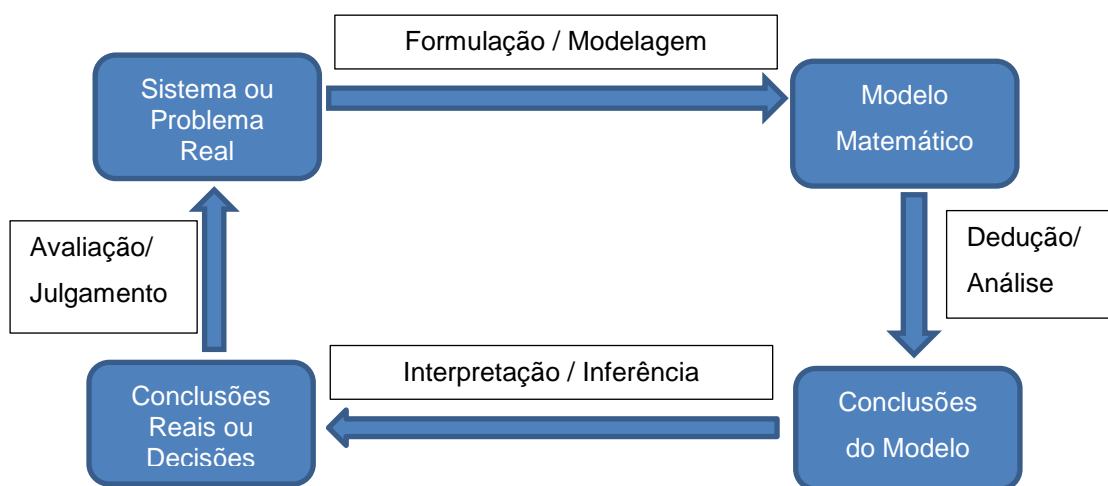 Formulação / Modelagem
Sistema ou
Problema
Real
Modelo
Matemático
Avaliação/
Julgamento
Dedução/
Análise
Interpretação / Inferência
Conclusões
Reais ou
Decisões
Conclusões
do Modelo